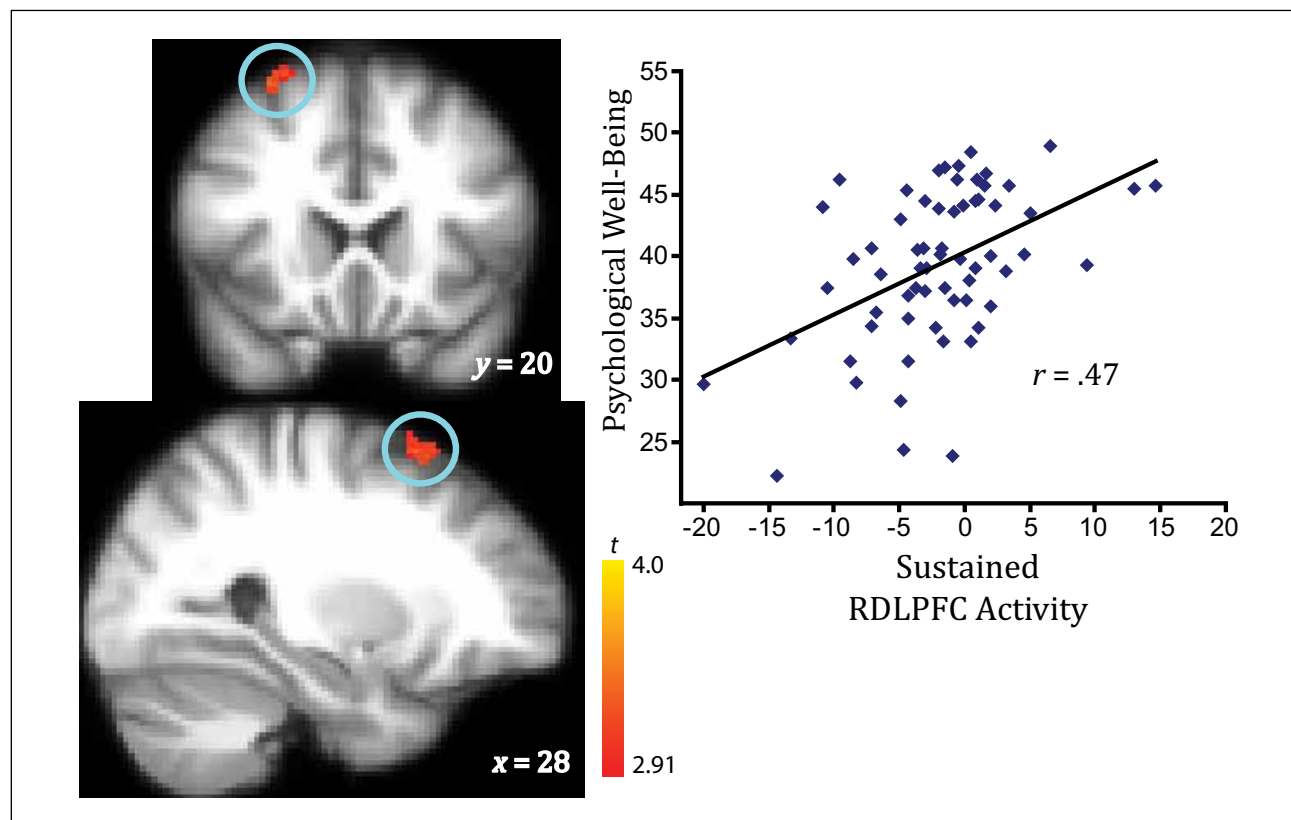 y = 20
x = 28
t
4.0
2.91
Psychological Well-Being
55
50
45
40
35
30
25
r = .47
-20 -15 -10 -5 0 5 10 15 20
Sustained
RDLPFC Activity